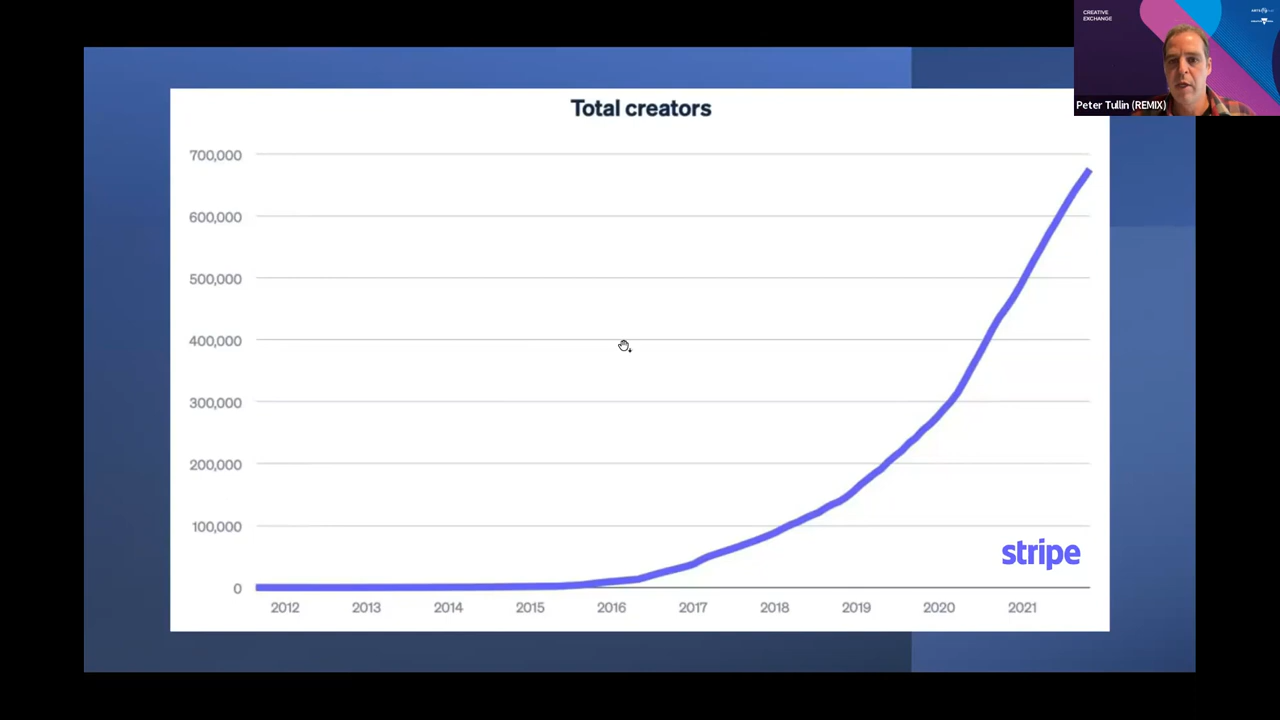 CREATIVE
EXCHANGE
Peter Tullin (REMIX)
Total creators
700,000
600,000
500,000
400,000
300,000
200,000
100,000
0
stripe
2012 2013 2014 2015 2016 2017 2018 2019 2020 2021